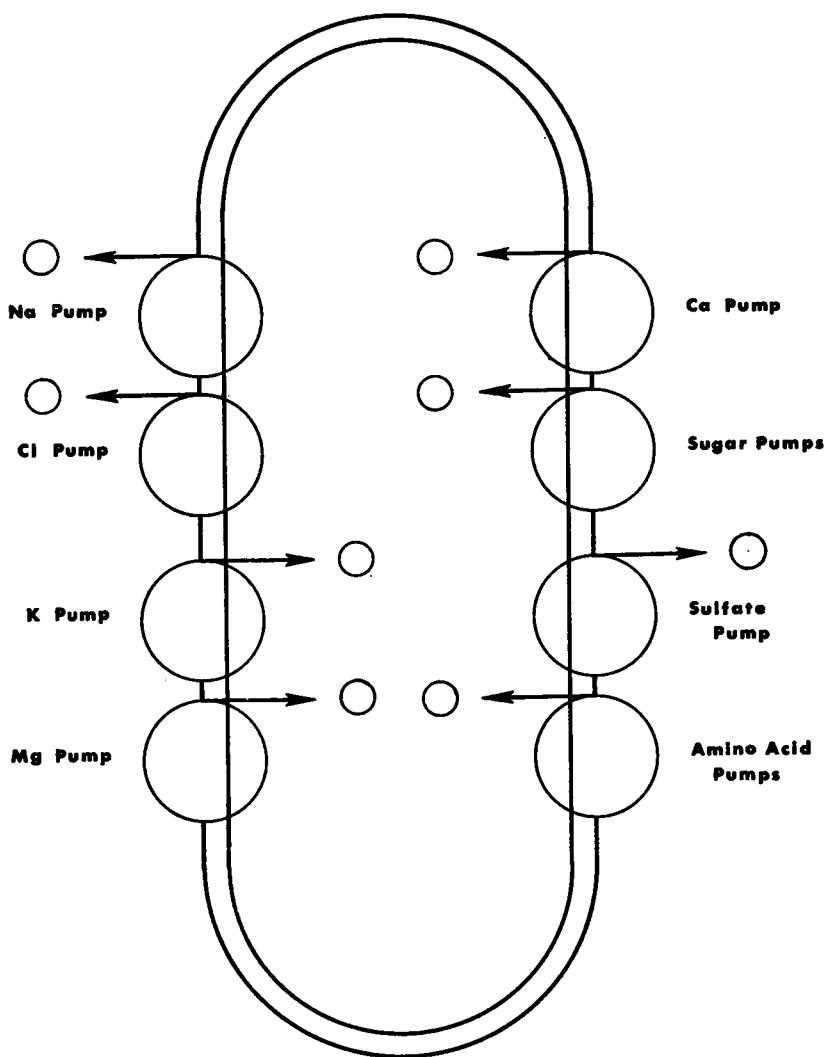 Na Pump
Cl Pump
K Pump
Mg Pump
Ca Pump
Sugar Pumps
Sulfate
Pump
Amino Acid
Pumps